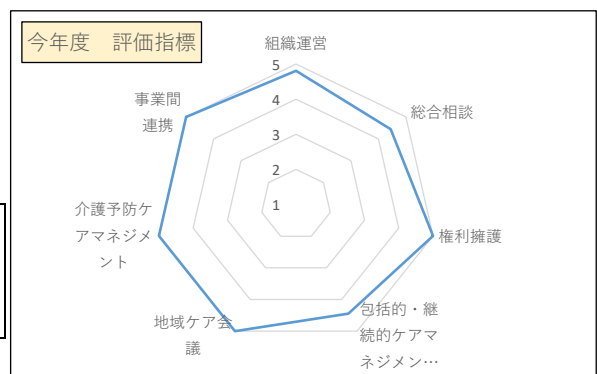 今年度　評価指標
組織運営
5
4
3
2
1
総合相談
権利擁護
包括的・継
続的ケアマ
ネジメン…
地域ケア会
議
介護予防ケ
アマネジメ
ント
事業間
連携